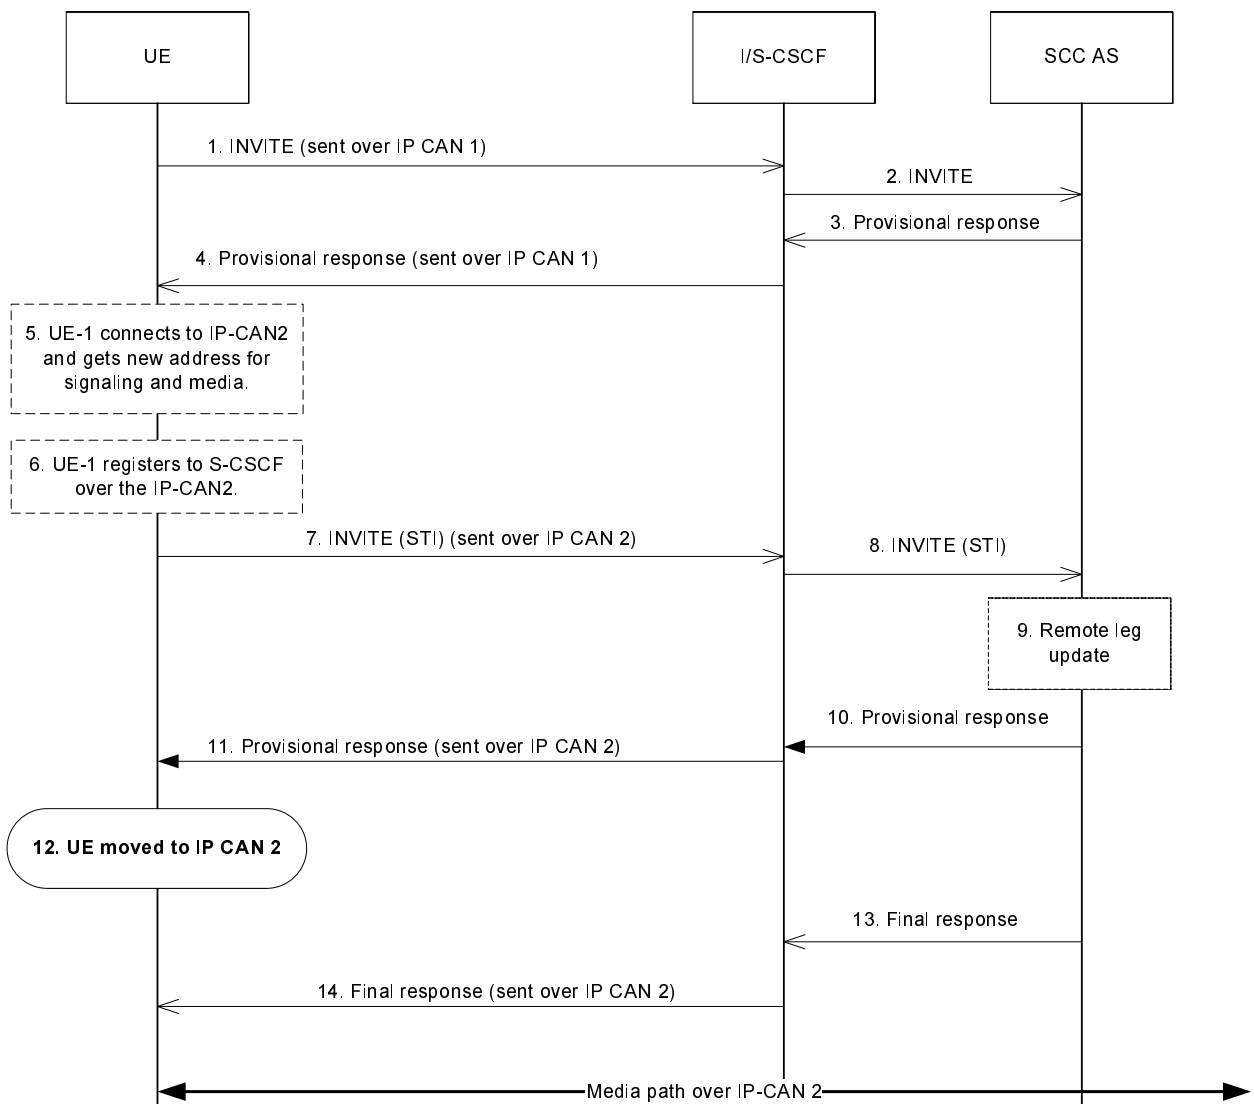 UE
I/S-CSCF
SCC AS
1. INVITE (sent over IP CAN 1)
2. INVITE
3. Provisional response
4. Provisional response (sent over IP CAN 1)
5. UE-1 connects to IP-CAN2
and gets new address for
signaling and media.
6. UE-1 registers to S-CSCF
over the IP-CAN2.
7. INVITE (STI) (sent over IP CAN 2)
8. INVITE (STI)
9. Remote leg
update
10. Provisional response
11. Provisional response (sent over IP CAN 2)
12. UE moved to IP CAN 2
13. Final response
14. Final response (sent over IP CAN 2)
Media path over IP-CAN 2